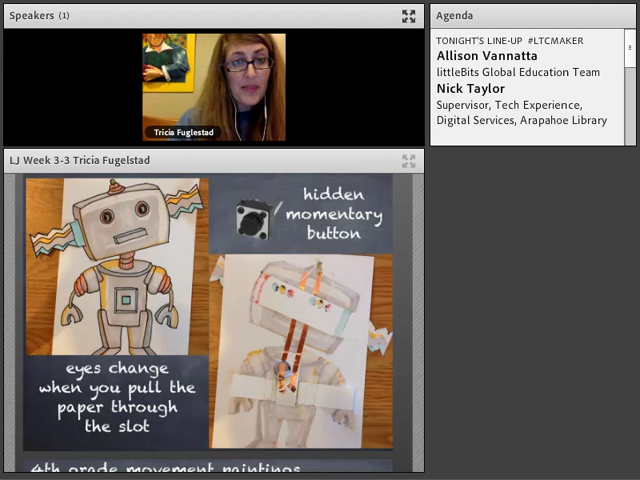 Speakers (1)
Tricia Fuglestad
Agenda
TONIGHT'S LINE-UP #LTCMAKER
Allison Vannatta
littleBits Global Education Team
Nick Taylor
Supervisor, Tech Experience,
Digital Services, Arapahoe Library
LJ Week 3-3 Tricia Fugelstad
hidden
momentary
button
eyes change
when you pull the
paper through
the slot
4th grade movement paintings